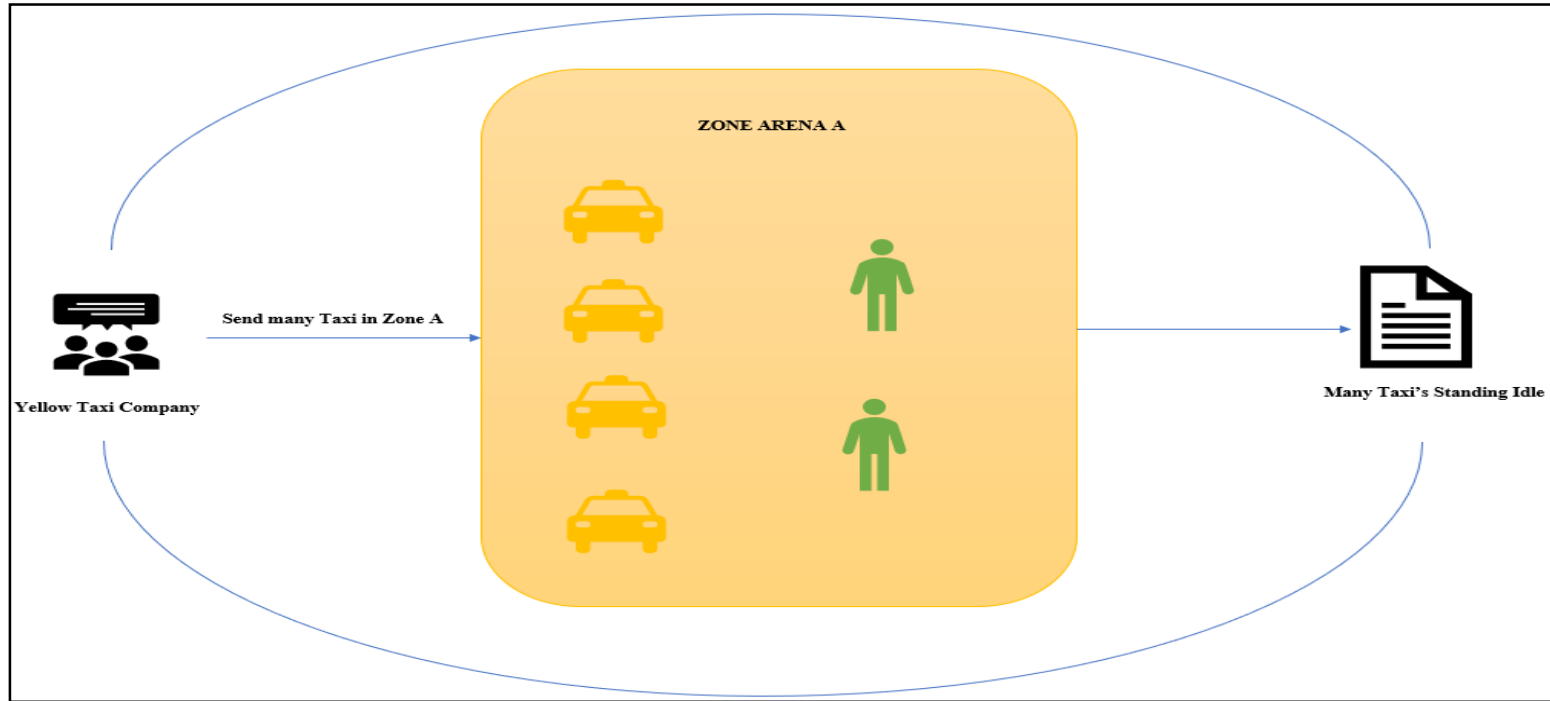 ZONE ARENA A
Send many Taxi in Zone A
Yellow Taxi Company
Many Taxi’s Standing Idle